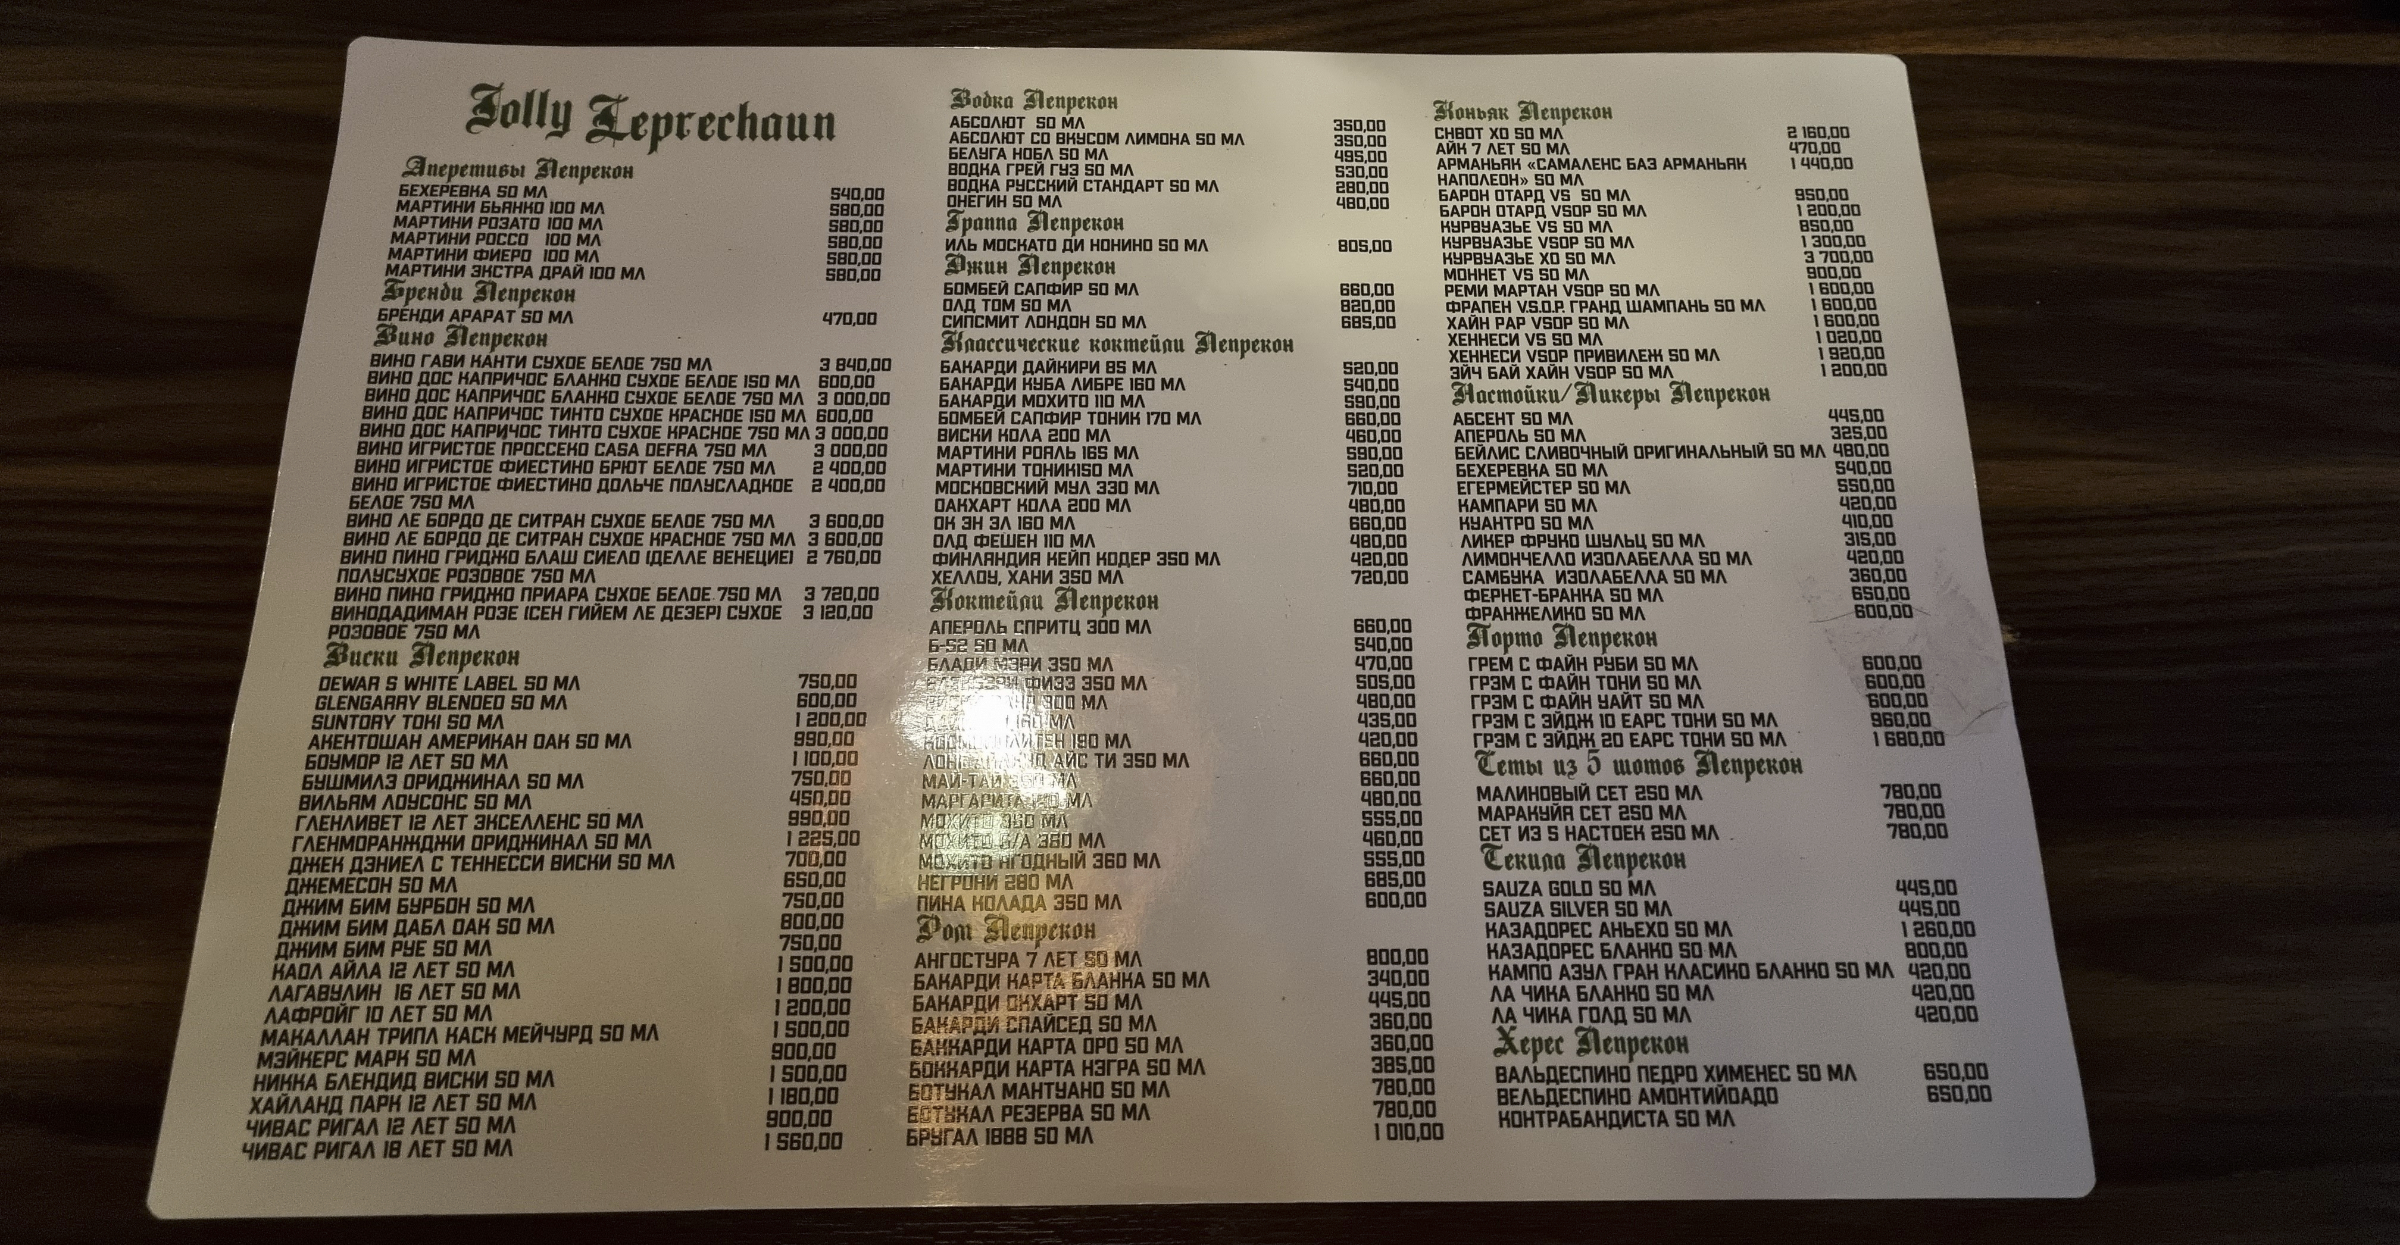 Jolly Leprechaun
Аперетивы Лепрекон
БЕХЕРЕВКА 50 МЛ 540,00
МАРТИНИ БЬЯНКО 100 МЛ 580,00
МАРТИНИ РОЗАТО 100 МЛ 580,00
МАРТИНИ РОССО 100 МЛ 580,00
МАРТИНИ ФИЕРО 100 МЛ 580,00
МАРТИНИ ЭКСТРА ДРАЙ 100 МЛ 580,00
Бренди Лепрекон
БРЕНДИ АРАРАТ 50 МЛ 470,00
Вино Лепрекон
ВИНО ГАВИ КАНТИ СУХОЕ БЕЛОЕ 750 МЛ 3 840,00
ВИНО ДОС КАПРИЧОС БЛАНКО СУХОЕ БЕЛОЕ 150 МЛ 600,00
ВИНО ДОС КАПРИЧОС БЛАНКО СУХОЕ БЕЛОЕ 750 МЛ 3 000,00
ВИНО ДОС КАПРИЧОС ТИНТО СУХОЕ КРАСНОЕ 150 МЛ 600,00
ВИНО ДОС КАПРИЧОС ТИНТО СУХОЕ КРАСНОЕ 750 МЛ 3 000,00
ВИНО ИГРИСТОЕ ПРОССЕКО CASA DEFRA 750 МЛ 3 000,00
ВИНО ИГРИСТОЕ ФИЕСТИНО БРЮТ БЕЛОЕ 750 МЛ 2 400,00
ВИНО ИГРИСТОЕ ФИЕСТИНО ДОЛЬЧЕ ПОЛУСЛАДКОЕ 2 400,00
БЕЛОЕ 750 МЛ
ВИНО ЛЕ БОРДО ДЕ СИТРАН СУХОЕ БЕЛОЕ 750 МЛ 3 600,00
ВИНО ЛЕ БОРДО ДЕ СИТРАН СУХОЕ КРАСНОЕ 750 МЛ 3 600,00
ВИНО ПИНО ГРИДЖО БЛАШ СИЕЛО (ДЕЛЛЕ ВЕНЕЦИЕ) 2 760,00
ПОЛУСУХОЕ РОЗОВОЕ 750 МЛ
ВИНО ПИНО ГРИДЖО ПРИАРА СУХОЕ БЕЛОЕ 750 МЛ 3 720,00
ВИНОДАДИМАН РОЗЕ (СЕН ГИЙЕМ ЛЕ ДЕЗЕР) СУХОЕ 3 120,00
РОЗОВОЕ 750 МЛ
Виски Лепрекон
DEWAR S WHITE LABEL 50 МЛ 750,00
GLENGARRY BLENDED 50 МЛ 600,00
SUNTORY TOKI 50 МЛ 1 200,00
АКЕНТОШАН АМЕРИКАН ОАК 50 МЛ 990,00
БОУМОР 12 ЛЕТ 50 МЛ 1 100,00
БУШМИЛЗ ОРИДЖИНАЛ 50 МЛ 750,00
ВИЛЬЯМ ЛОУСОНС 50 МЛ 450,00
ГЛЕНЛИВЕТ 12 ЛЕТ ЭКСЕЛЛЕНС 50 МЛ 990,00
ГЛЕНМОРАНЖДЖИ ОРИДЖИНАЛ 50 МЛ 1 225,00
ДЖЕК ДЭНИЕЛ С ТЕННЕССИ ВИСКИ 50 МЛ 700,00
ДЖЕМЕСОН 50 МЛ 650,00
ДЖИМ БИМ БУРБОН 50 МЛ 750,00
ДЖИМ БИМ ДАБЛ ОАК 50 МЛ 800,00
ДЖИМ БИМ РУЕ 50 МЛ 750,00
КАОЛ АЙЛА 12 ЛЕТ 50 МЛ 1 500,00
ЛАГАВУЛИН 16 ЛЕТ 50 МЛ 1 800,00
ЛАФРОЙГ 10 ЛЕТ 50 МЛ 1 200,00
МАКАЛЛАН ТРИПЛ КАСК МЕЙЧУРД 50 МЛ 1 500,00
МЭЙКЕРС МАРК 50 МЛ 900,00
НИККА БЛЕНДИД ВИСКИ 50 МЛ 1 500,00
ХАЙЛАНД ПАРК 12 ЛЕТ 50 МЛ 1 180,00
ЧИВАС РИГАЛ 12 ЛЕТ 50 МЛ 900,00
ЧИВАС РИГАЛ 18 ЛЕТ 50 МЛ 1 560,00
Водка Лепрекон
АБСОЛЮТ 50 МЛ 350,00
АБСОЛЮТ СО ВКУСОМ ЛИМОНА 50 МЛ 350,00
БЕЛУГА НОБЛ 50 МЛ 495,00
ВОДКА ГРЕЙ ГУЗ 50 МЛ 530,00
ВОДКА РУССКИЙ СТАНДАРТ 50 МЛ 280,00
ОНЕГИН 50 МЛ 480,00
Граппа Лепрекон
ИЛЬ МОСКАТО ДИ НОНИНО 50 МЛ 805,00
Джин Лепрекон
БОМБЕЙ САПФИР 50 МЛ 660,00
ОЛД ТОМ 50 МЛ 820,00
СИПСМИТ ЛОНДОН 50 МЛ 685,00
Классические коктейли Лепрекон
БАКАРДИ ДАЙКИРИ 85 МЛ 520,00
БАКАРДИ КУБА ЛИБРЕ 160 МЛ 540,00
БАКАРДИ МОХИТО 110 МЛ 590,00
БОМБЕЙ САПФИР ТОНИК 170 МЛ 660,00
ВИСКИ КОЛА 200 МЛ 460,00
МАРТИНИ РОЯЛЬ 165 МЛ 590,00
МАРТИНИ ТОНИК150 МЛ 520,00
МОСКОВСКИЙ МУЛ 330 МЛ 710,00
ОАКХАРТ КОЛА 200 МЛ 480,00
ОК ЭН ЭЛ 160 МЛ 660,00
ОЛД ФЕШЕН 110 МЛ 480,00
ФИНЛЯНДИЯ КЕЙП КОДЕР 350 МЛ 420,00
ХЕЛЛОУ, ХАНИ 350 МЛ 720,00
Коктейли Лепрекон
АПЕРОЛЬ СПРИТЦ 300 МЛ 660,00
Б-52 50 МЛ 540,00
БЛАДИ МЭРИ 350 МЛ 470,00
ФИЗЗ 350 МЛ 505,00
300 МЛ 480,00
МЛ 435,00
190 МЛ 420,00
АЙС ТИ 350 МЛ 660,00
МАЙ-ТАЙ МЛ 660,00
МАРГАРИТА МЛ 480,00
МОХИТО 360 МЛ 555,00
МОХИТО Б/А 360 МЛ 460,00
МОХИТО ЯГОДНЫЙ 360 МЛ 555,00
НЕГРОНИ 280 МЛ 685,00
ПИНА КОЛАДА 350 МЛ 600,00
Ром Лепрекон
АНГОСТУРА 7 ЛЕТ 50 МЛ 800,00
БАКАРДИ КАРТА БЛАНКА 50 МЛ 340,00
БАКАРДИ ОКХАРТ 50 МЛ 445,00
БАКАРДИ СПАЙСЕД 50 МЛ 360,00
БАККАРДИ КАРТА ОРО 50 МЛ 360,00
БОККАРДИ КАРТА НЭГРА 50 МЛ 385,00
БОТУКАЛ МАНТУАНО 50 МЛ 780,00
БОТУКАЛ РЕЗЕРВА 50 МЛ 780,00
БРУГАЛ 1888 50 МЛ 1 010,00
Коньяк Лепрекон
CHBOT XO 50 МЛ 2 160,00
АЙК 7 ЛЕТ 50 МЛ 470,00
АРМАНЬЯК «САМАЛЕНС БАЗ АРМАНЬЯК 1 440,00
НАПОЛЕОН» 50 МЛ
БАРОН ОТАРД VS 50 МЛ 950,00
БАРОН ОТАРД VSOP 50 МЛ 1 200,00
КУРВУАЗЬЕ VS 50 МЛ 850,00
КУРВУАЗЬЕ VSOP 50 МЛ 1 300,00
КУРВУАЗЬЕ XO 50 МЛ 3 700,00
МОННЕТ VS 50 МЛ 900,00
РЕМИ МАРТАН VSOP 50 МЛ 1 600,00
ФРАПЕН V.S.O.P. ГРАНД ШАМПАНЬ 50 МЛ 1 600,00
ХАЙН РАР VSOP 50 МЛ 1 600,00
ХЕННЕСИ VS 50 МЛ 1 020,00
ХЕННЕСИ VSOP ПРИВИЛЕЖ 50 МЛ 1 920,00
ЭЙЧ БАЙ ХАЙН VSOP 50 МЛ 1 200,00
Настойки/Ликеры Лепрекон
АБСЕНТ 50 МЛ 445,00
АПЕРОЛЬ 50 МЛ 325,00
БЕЙЛИС СЛИВОЧНЫЙ ОРИГИНАЛЬНЫЙ 50 МЛ 480,00
БЕХЕРЕВКА 50 МЛ 540,00
ЕГЕРМЕЙСТЕР 50 МЛ 550,00
КАМПАРИ 50 МЛ 420,00
КУАНТРО 50 МЛ 410,00
ЛИКЕР ФРУКО ШУЛЬЦ 50 МЛ 315,00
ЛИМОНЧЕЛЛО ИЗОЛАБЕЛЛА 50 МЛ 420,00
САМБУКА ИЗОЛАБЕЛЛА 50 МЛ 360,00
ФЕРНЕТ-БРАНКА 50 МЛ 650,00
ФРАНЖЕЛИКО 50 МЛ 600,00
Порто Лепрекон
ГРЕМ С ФАЙН РУБИ 50 МЛ 600,00
ГРЭМ С ФАЙН ТОНИ 50 МЛ 600,00
ГРЭМ С ФАЙН УАЙТ 50 МЛ 600,00
ГРЭМ С ЭЙДЖ 10 ЕАРС ТОНИ 50 МЛ 960,00
ГРЭМ С ЭЙДЖ 20 ЕАРС ТОНИ 50 МЛ 1 680,00
Сеты из 5 шотов Лепрекон
МАЛИНОВЫЙ СЕТ 250 МЛ 780,00
МАРАКУЙЯ СЕТ 250 МЛ 780,00
СЕТ ИЗ 5 НАСТОЕК 250 МЛ 780,00
Текила Лепрекон
SAUZA GOLD 50 МЛ 445,00
SAUZA SILVER 50 МЛ 445,00
КАЗАДОРЕС АНЬЕХО 50 МЛ 1 260,00
КАЗАДОРЕС БЛАНКО 50 МЛ 800,00
КАМПО АЗУЛ ГРАН КЛАСИКО БЛАНКО 50 МЛ 420,00
ЛА ЧИКА БЛАНКО 50 МЛ 420,00
ЛА ЧИКА ГОЛД 50 МЛ 420,00
Херес Лепрекон
ВАЛЬДЕСПИНО ПЕДРО ХИМЕНЕС 50 МЛ 650,00
ВЕЛЬДЕСПИНО АМОНТИЙОАДО 650,00
КОНТРАБАНДИСТА 50 МЛ